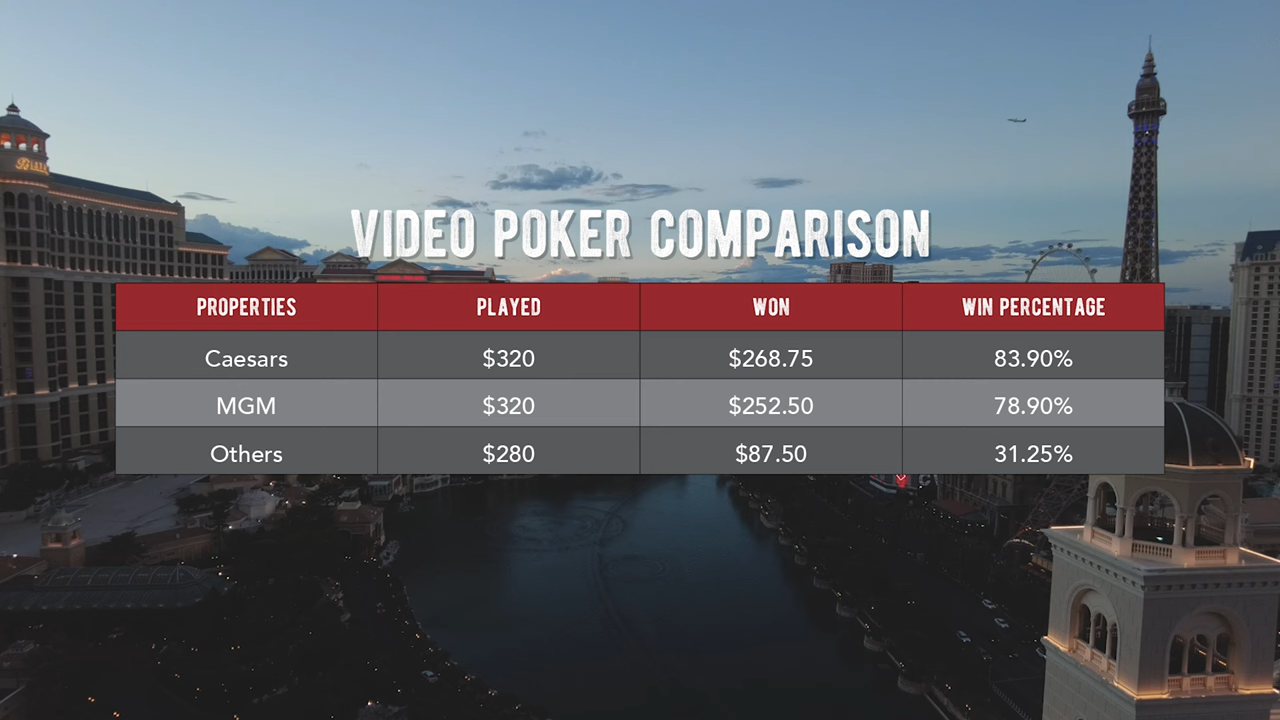 VIDEO POKER COMPARISON
PROPERTIES PLAYED WON WIN PERCENTAGE
Caesars $320 $268.75 83.90%
MGM $320 $252.50 78.90%
Others $280 $87.50 31.25%